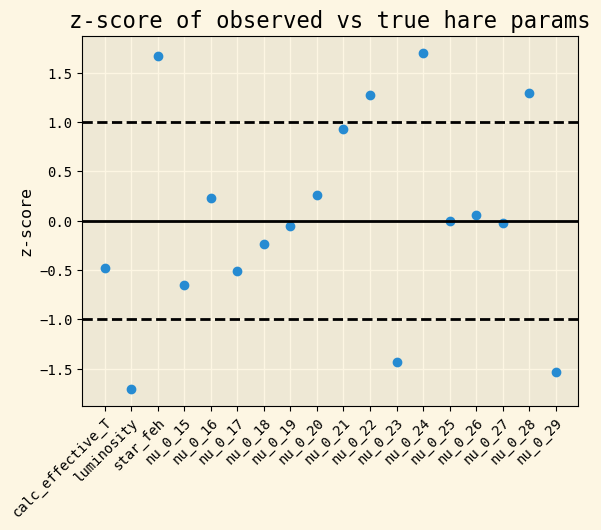 z-score of observed vs true hare params
z-score
1.5
1.0
0.5
0.0
−0.5
−1.0
−1.5
calc_effective_T
luminosity
star_feh
nu_0_15
nu_0_16
nu_0_17
nu_0_18
nu_0_19
nu_0_20
nu_0_21
nu_0_22
nu_0_23
nu_0_24
nu_0_25
nu_0_26
nu_0_27
nu_0_28
nu_0_29